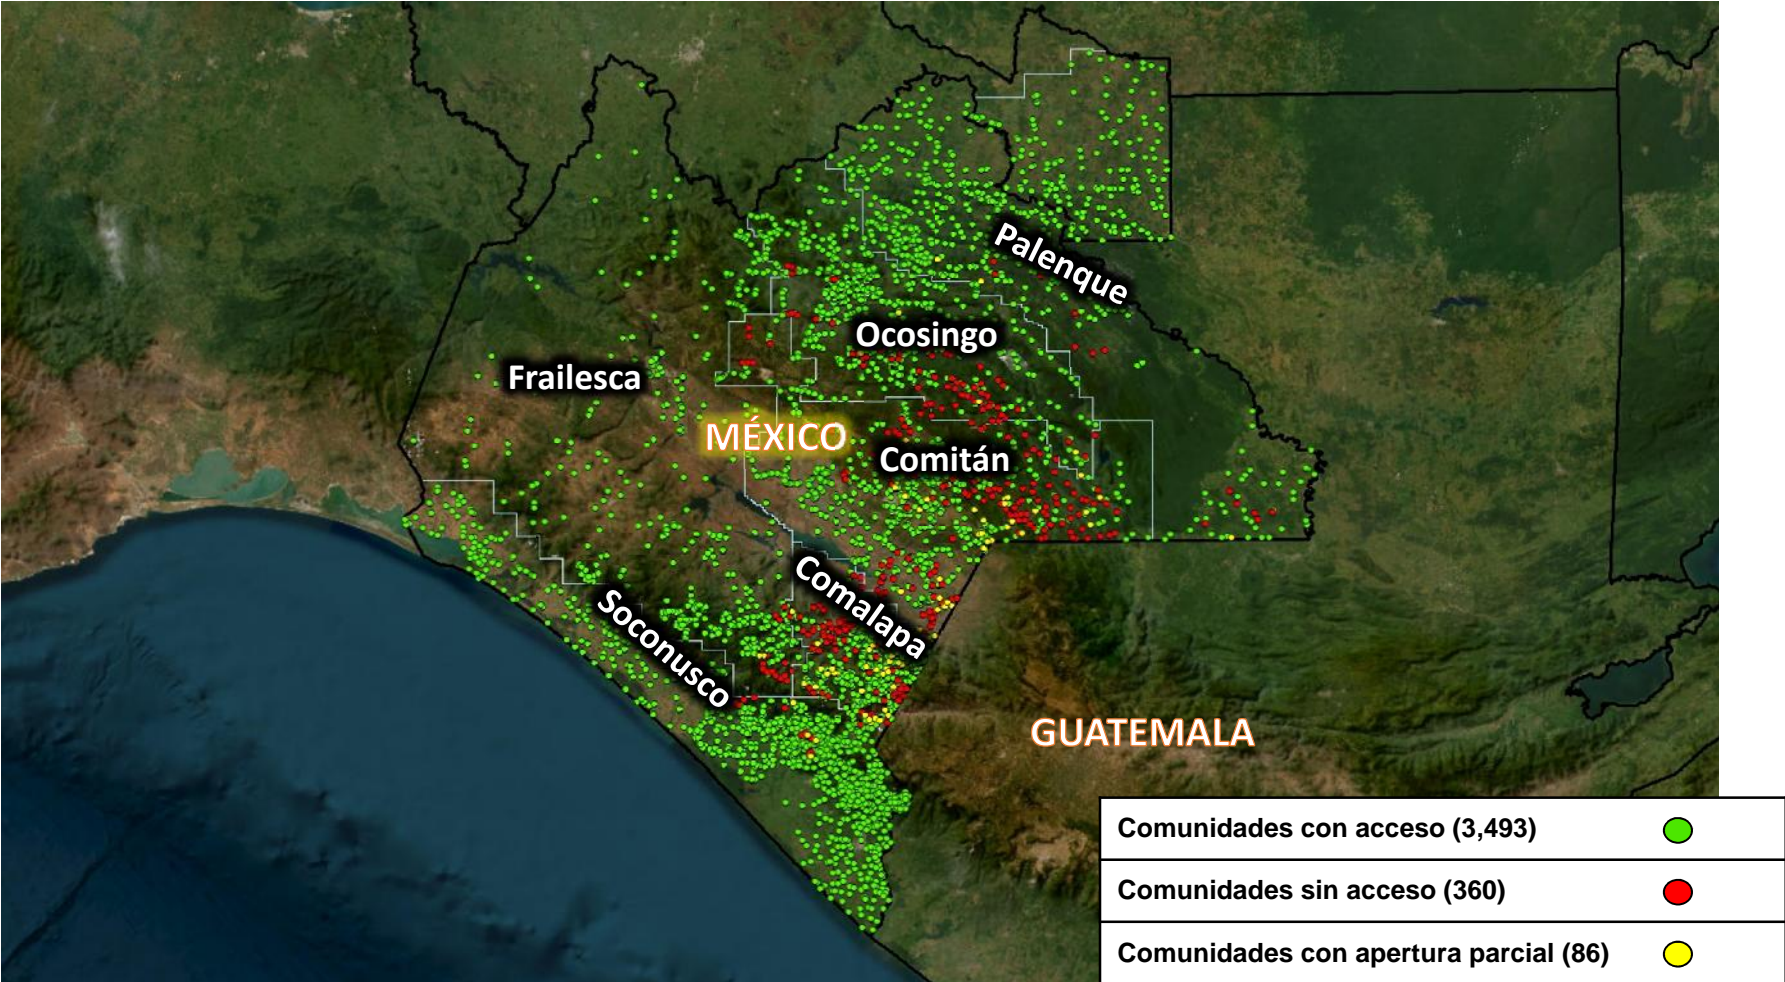 Palenque
Ocosingo
Frailesca
MÉXICO
Comitán
Comalapa
Soconusco
GUATEMALA
Comunidades con acceso (3,493)
Comunidades sin acceso (360)
Comunidades con apertura parcial (86)